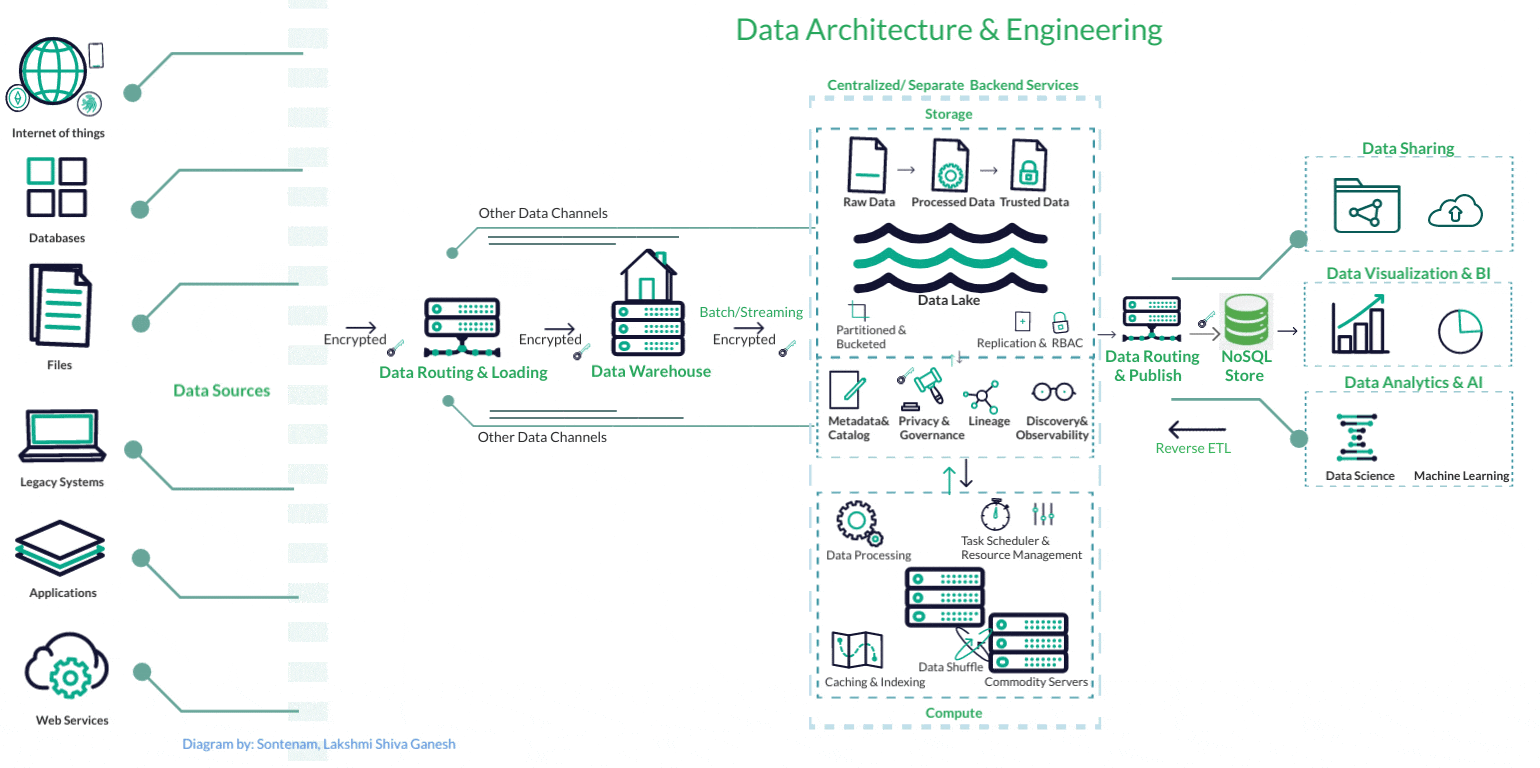 Data Architecture & Engineering
Internet of things
Databases
Files
Data Sources
Legacy Systems
Applications
Web Services
Diagram by: Sontenam, Lakshmi Shiva Ganesh
Encrypted
Other Data Channels
Data Routing & Loading
Encrypted
Data Warehouse
Batch/Streaming
Encrypted
Other Data Channels
Centralized/ Separate Backend Services
Storage
Raw Data
Processed Data
Trusted Data
Data Lake
Partitioned &
Bucketed
Replication & RBAC
Metadata&
Catalog
Privacy &
Governance
Lineage
Discovery&
Observability
Data Processing
Task Scheduler &
Resource Management
Data Shuffle
Caching & Indexing
Commodity Servers
Compute
Data Routing
& Publish
NoSQL
Store
Reverse ETL
Data Sharing
Data Visualization & BI
Data Analytics & AI
Data Science
Machine Learning